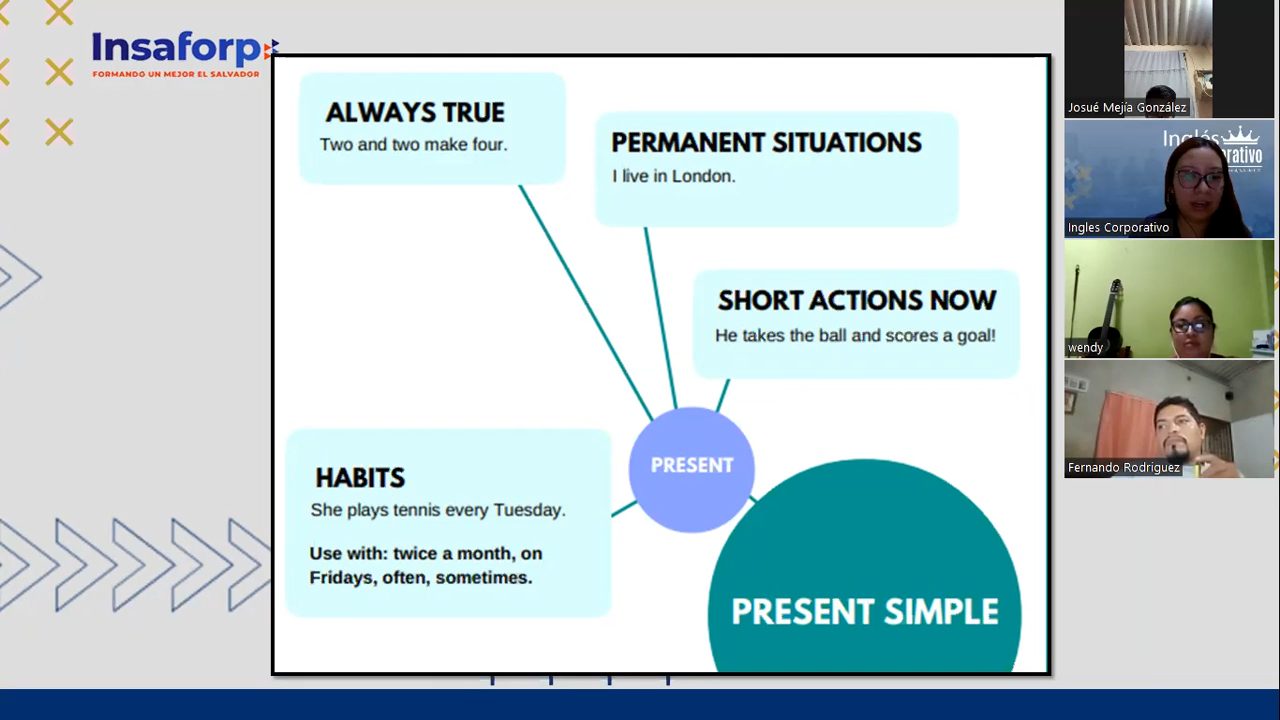 Insaforp
FORMANDO UN MEJOR EL SALVADOR
ALWAYS TRUE
Two and two make four.
PERMANENT SITUATIONS
I live in London.
SHORT ACTIONS NOW
He takes the ball and scores a goal!
HABITS
She plays tennis every Tuesday.
Use with: twice a month, on
Fridays, often, sometimes.
PRESENT
PRESENT SIMPLE
Josué Mejía González
Inglés
Ingles Corporativo
wendy
Fernando Rodriguez